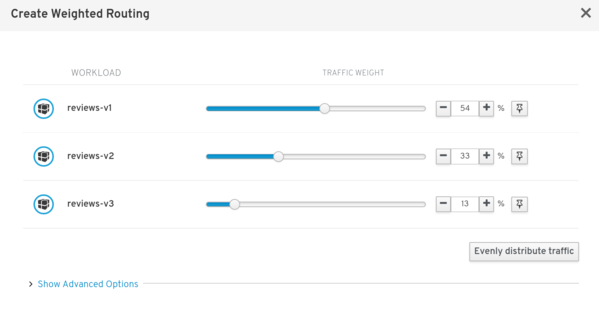 Create Weighted Routing
WORKLOAD TRAFFIC WEIGHT
reviews-v1 54 %
reviews-v2 33 %
reviews-v3 13 %
Evenly distribute traffic
Show Advanced Options